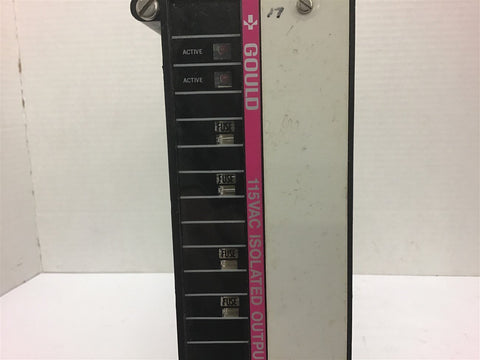 17
ACTIVE
ACTIVE
GOULD
FUSE
FUSE
FUSE
FUSE
115VAC ISOLATED OUTPU